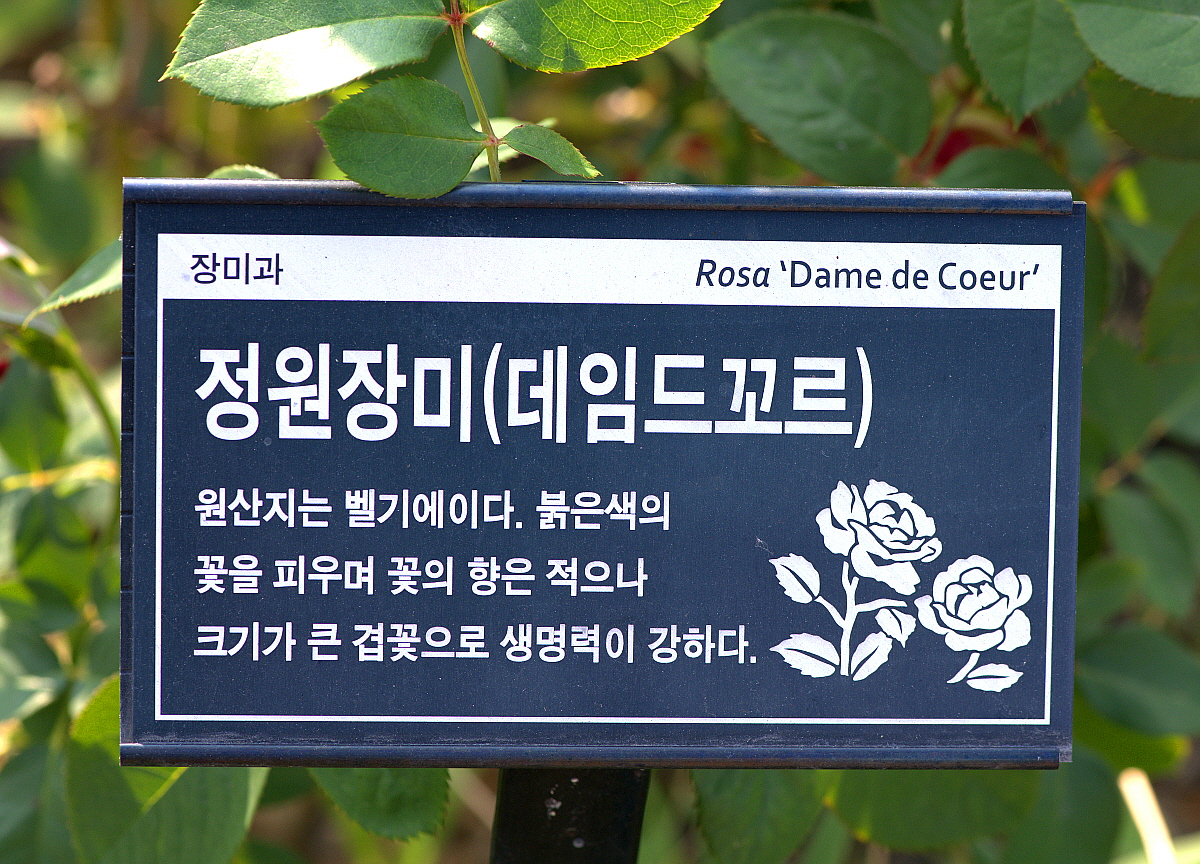 장미과
Rosa ‘Dame de Coeur’
정원장미(데임드꼬르)
원산지는 벨기에이다. 붉은색의
꽃을 피우며 꽃의 향은 적으나
크기가 큰 겹꽃으로 생명력이 강하다.